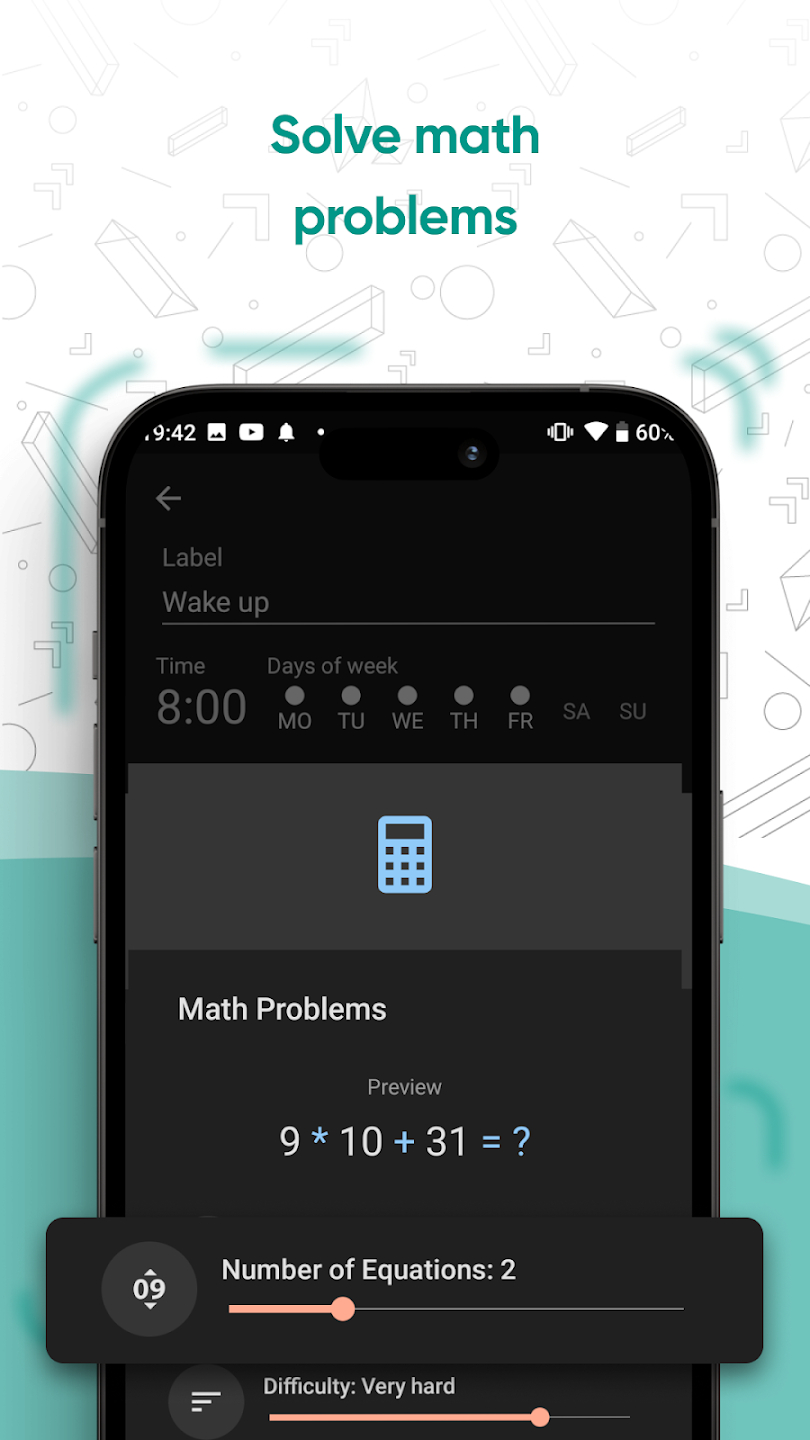 Solve math
problems
9:42
60%
Label
Wake up
Time
Days of week
8:00
MO TU WE TH FR SA SU
Math Problems
Preview
9 * 10 + 31 = ?
09
Number of Equations: 2
Difficulty: Very hard